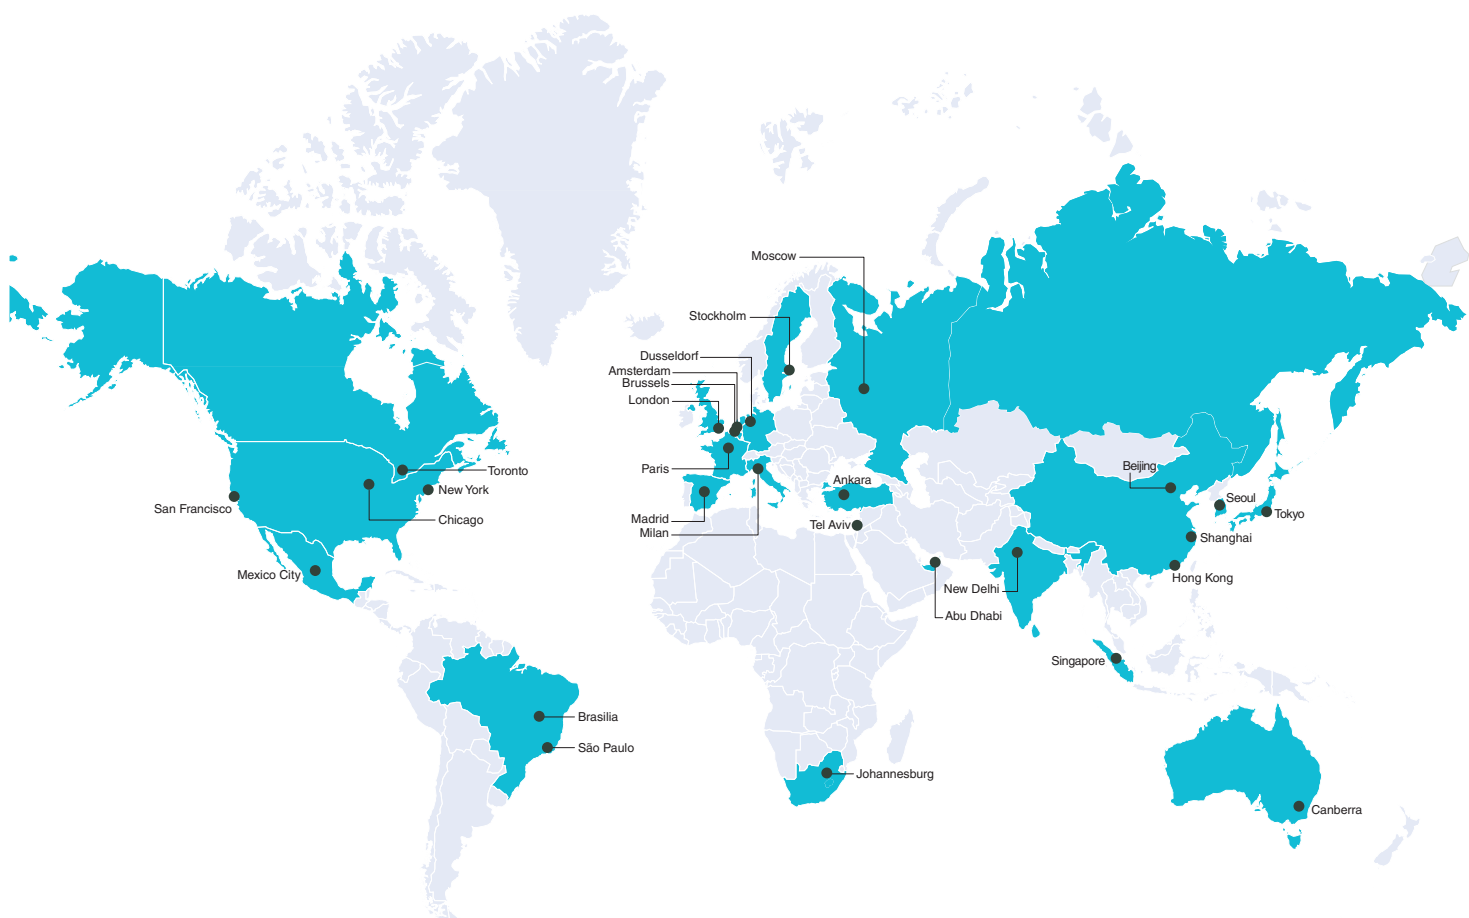 Moscow
Stockholm
Dusseldorf
Amsterdam
Brussels
London
Toronto
Paris
Beijing
Ankara
New York
San Francisco
Seoul
Tokyo
Chicago
Madrid
Tel Aviv
Milan
Shanghai
Mexico City
Hong Kong
New Delhi
Abu Dhabi
Singapore
Brasilia
São Paulo
Johannesburg
Canberra